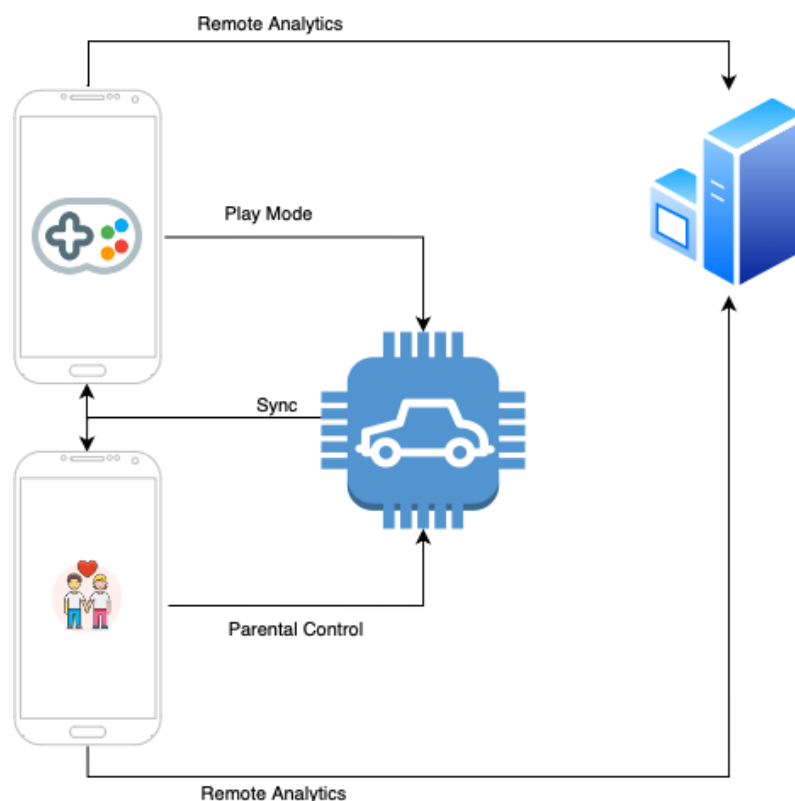 Remote Analytics
Play Mode
Sync
Parental Control
Remote Analytics